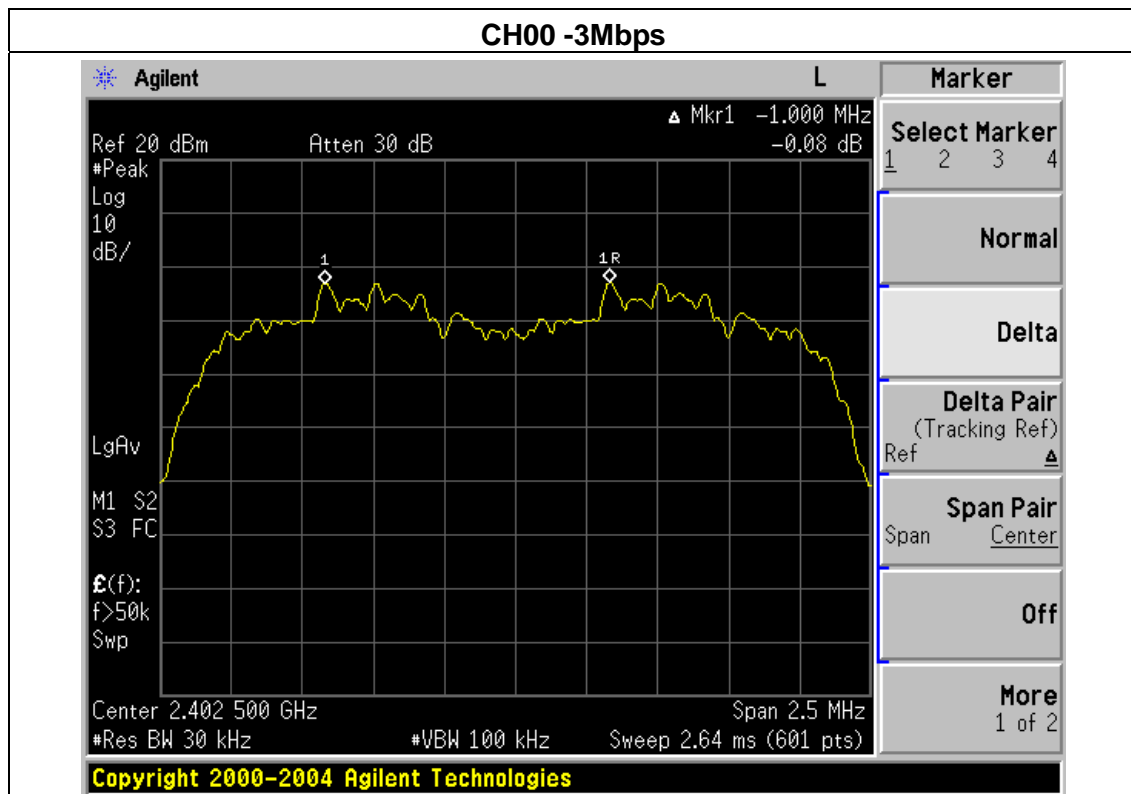 CH00 -3Mbps
Agilent L
Δ Mkr1 -1.000 MHz
Ref 20 dBm Atten 30 dB -0.08 dB
#Peak
Log
10
dB/
1
1R
LgAv
M1 S2
S3 FC
£(f):
f>50k
Swp
Center 2.402 500 GHz Span 2.5 MHz
#Res BW 30 kHz #VBW 100 kHz Sweep 2.64 ms (601 pts)
Copyright 2000-2004 Agilent Technologies
Marker
Select Marker
1 2 3 4
Normal
Delta
Delta Pair
(Tracking Ref)
Ref Δ
Span Pair
Span Center
Off
More
1 of 2